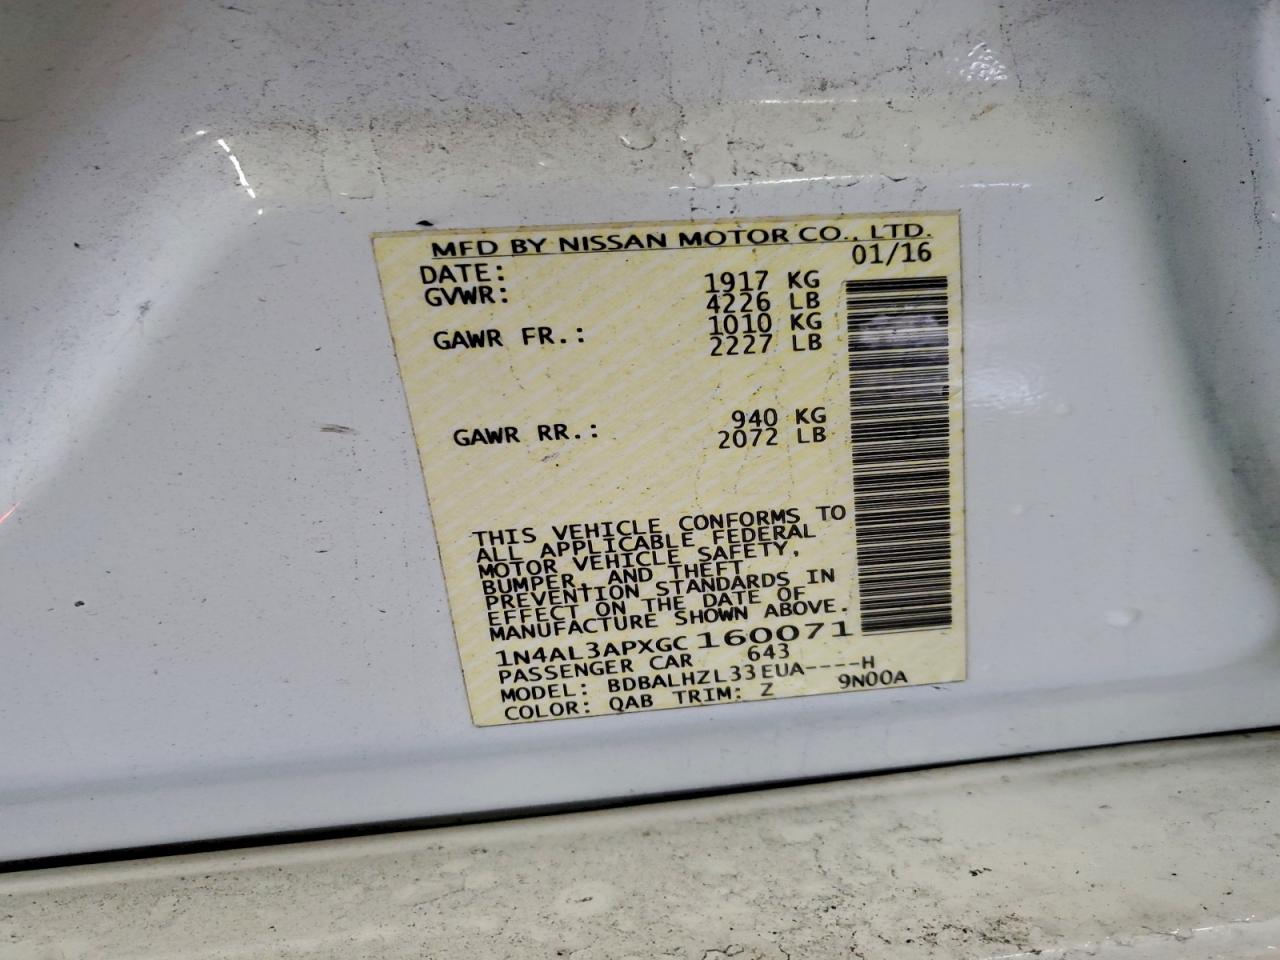 MFD BY NISSAN MOTOR CO., LTD.
DATE: 01/16
GVWR: 1917 KG
4226 LB
GAWR FR.: 1010 KG
2227 LB
GAWR RR.: 940 KG
2072 LB
THIS VEHICLE CONFORMS TO
ALL APPLICABLE FEDERAL
MOTOR VEHICLE SAFETY,
BUMPER, AND THEFT
PREVENTION STANDARDS IN
EFFECT ON THE DATE OF
MANUFACTURE SHOWN ABOVE.
1N4AL3APXGC160071
PASSENGER CAR 643
MODEL: BDBALHZL33EUA----H
COLOR: QAB TRIM: Z 9N00A